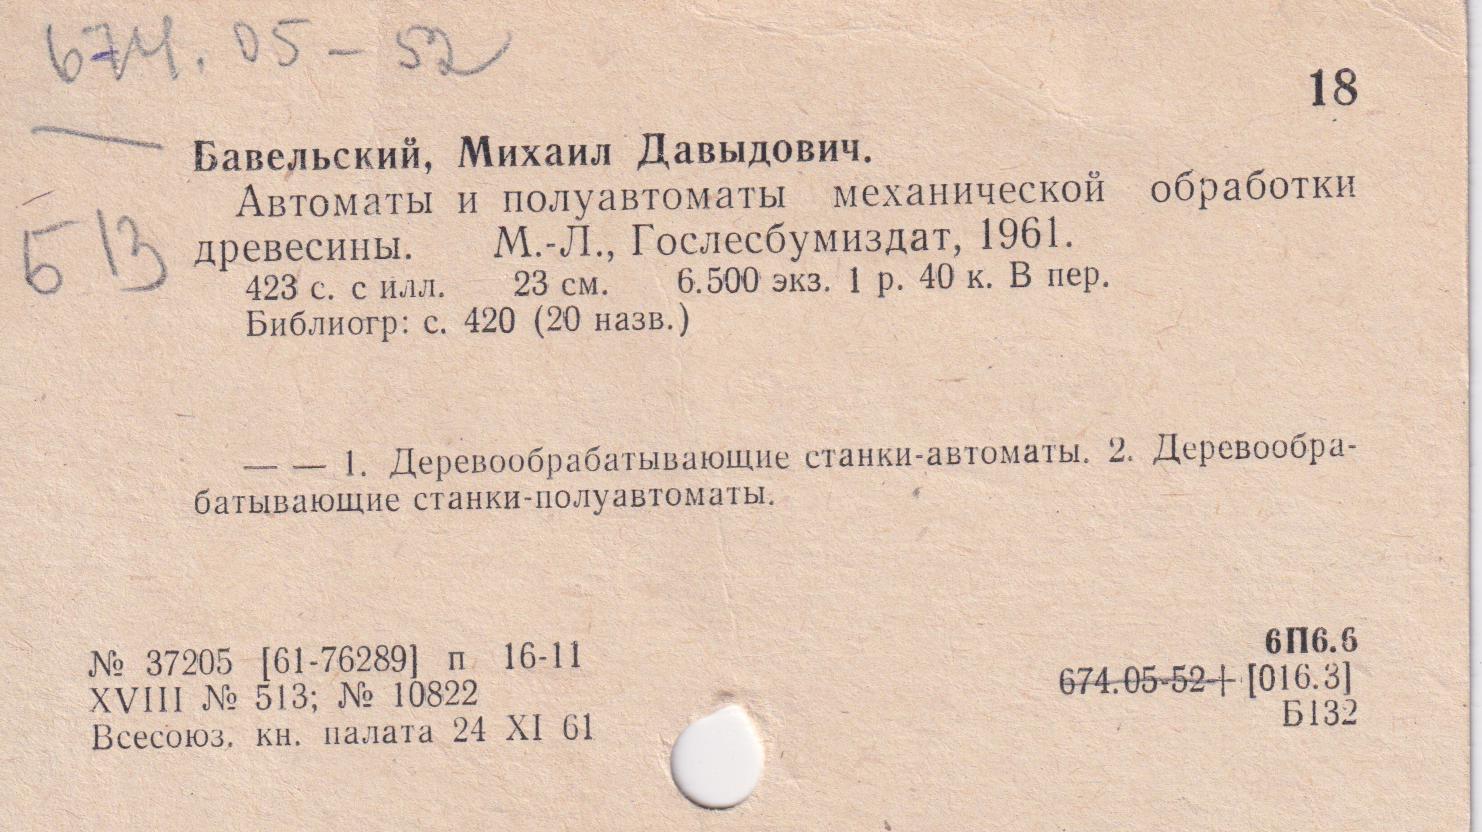 674.05-52
18
Бавельский, Михаил Давыдович.
Автоматы и полуавтоматы механической обработки
древесины. М.-Л., Гослесбумиздат, 1961.
Б13
423 с. с илл. 23 см. 6.500 экз. 1 р. 40 к. В пер.
Библиогр: с. 420 (20 назв.)
— — 1. Деревообрабатывающие станки-автоматы. 2. Деревообра-
батывающие станки-полуавтоматы.
6П6.6
№ 37205 [61-76289] п 16-11
674.05-52+[016.3]
XVIII № 513; № 10822
Б132
Всесоюз. кн. палата 24 XI 61